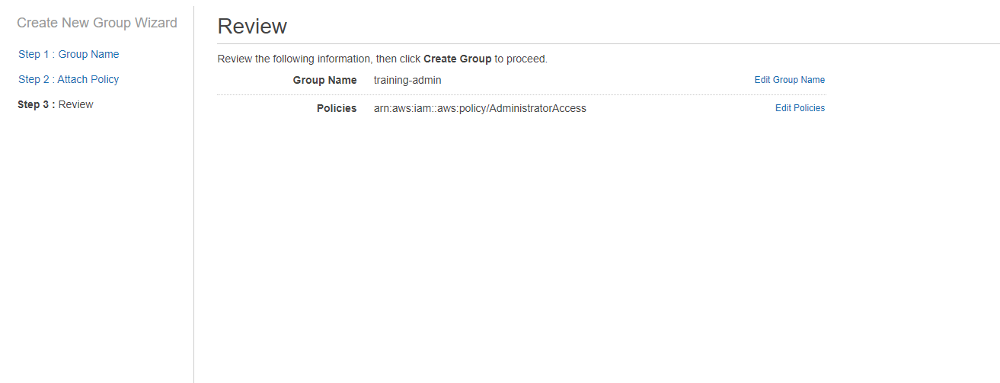 Create New Group Wizard
Step 1 : Group Name
Step 2 : Attach Policy
Step 3 : Review
Review
Review the following information, then click Create Group to proceed.
Group Name training-admin Edit Group Name
Policies arn:aws:iam::aws:policy/AdministratorAccess Edit Policies